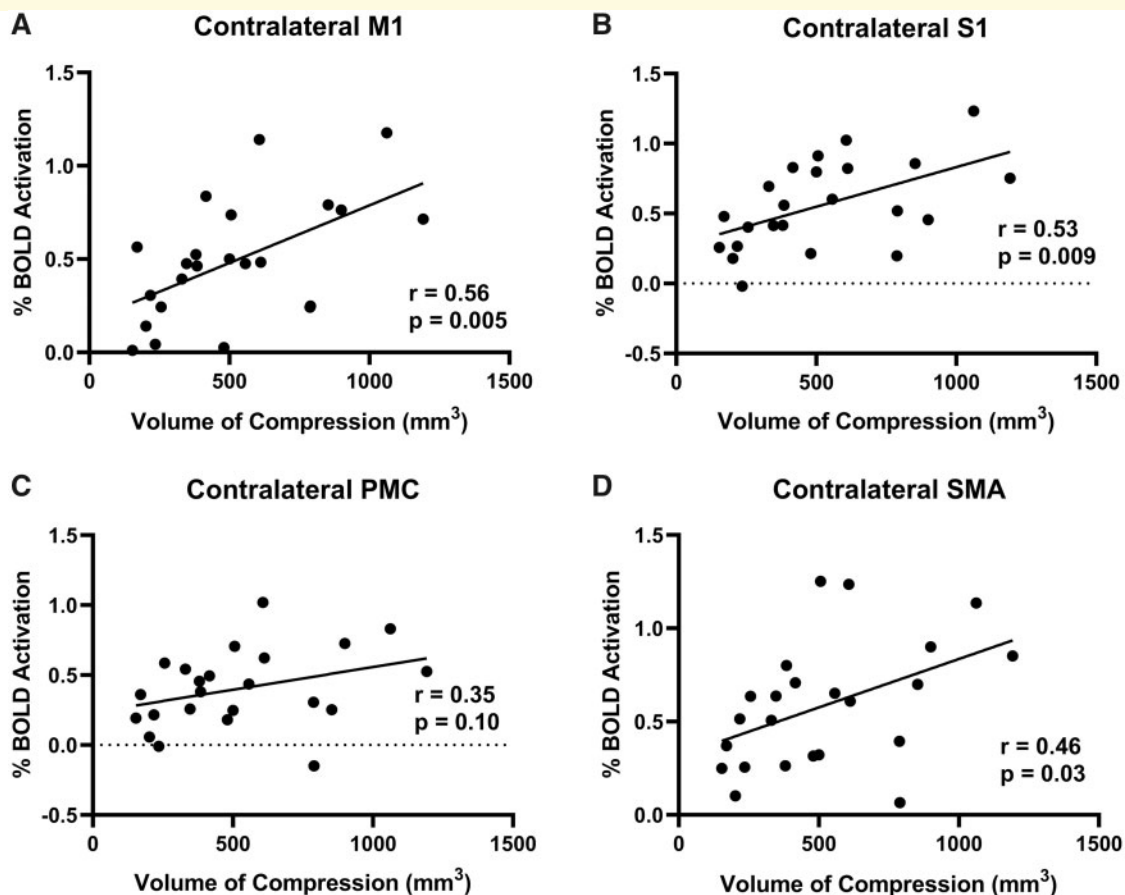 A
Contralateral M1
% BOLD Activation
1.5
1.0
0.5
0.0
0
500
1000
1500
r = 0.56
p = 0.005
Volume of Compression (mm³)
B
Contralateral S1
% BOLD Activation
1.5
1.0
0.5
0.0
-0.5
0
500
1000
1500
r = 0.53
p = 0.009
Volume of Compression (mm³)
C
Contralateral PMC
% BOLD Activation
1.5
1.0
0.5
0.0
-0.5
0
500
1000
1500
r = 0.35
p = 0.10
Volume of Compression (mm³)
D
Contralateral SMA
% BOLD Activation
1.5
1.0
0.5
0.0
0
500
1000
1500
r = 0.46
p = 0.03
Volume of Compression (mm³)